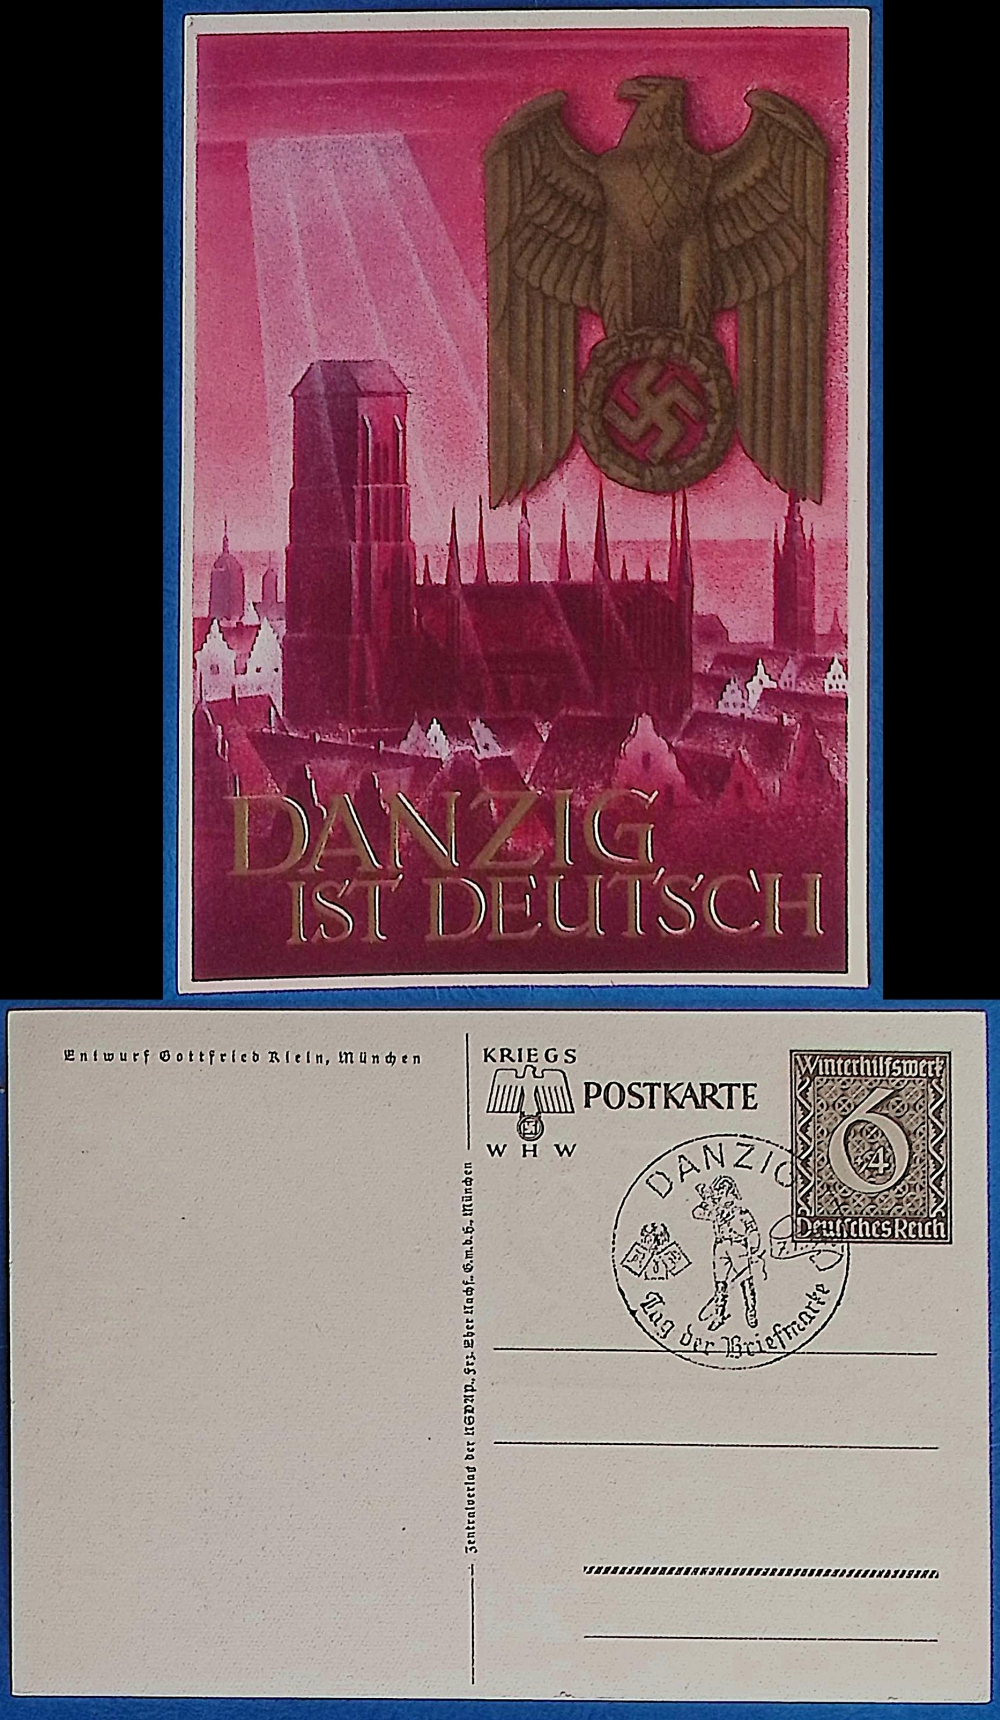 DANZIG
IST DEUTSCH
Entwurf Gottfried Klein, München
KRIEGS
WHW
POSTKARTE
Winterhilfswerk
6
+4
Deutsches Reich
DANZIG
Tag der Briefmarke
Zentralverlag der NSDAP., Frz. Eher Nachf., G.m.b.H., München